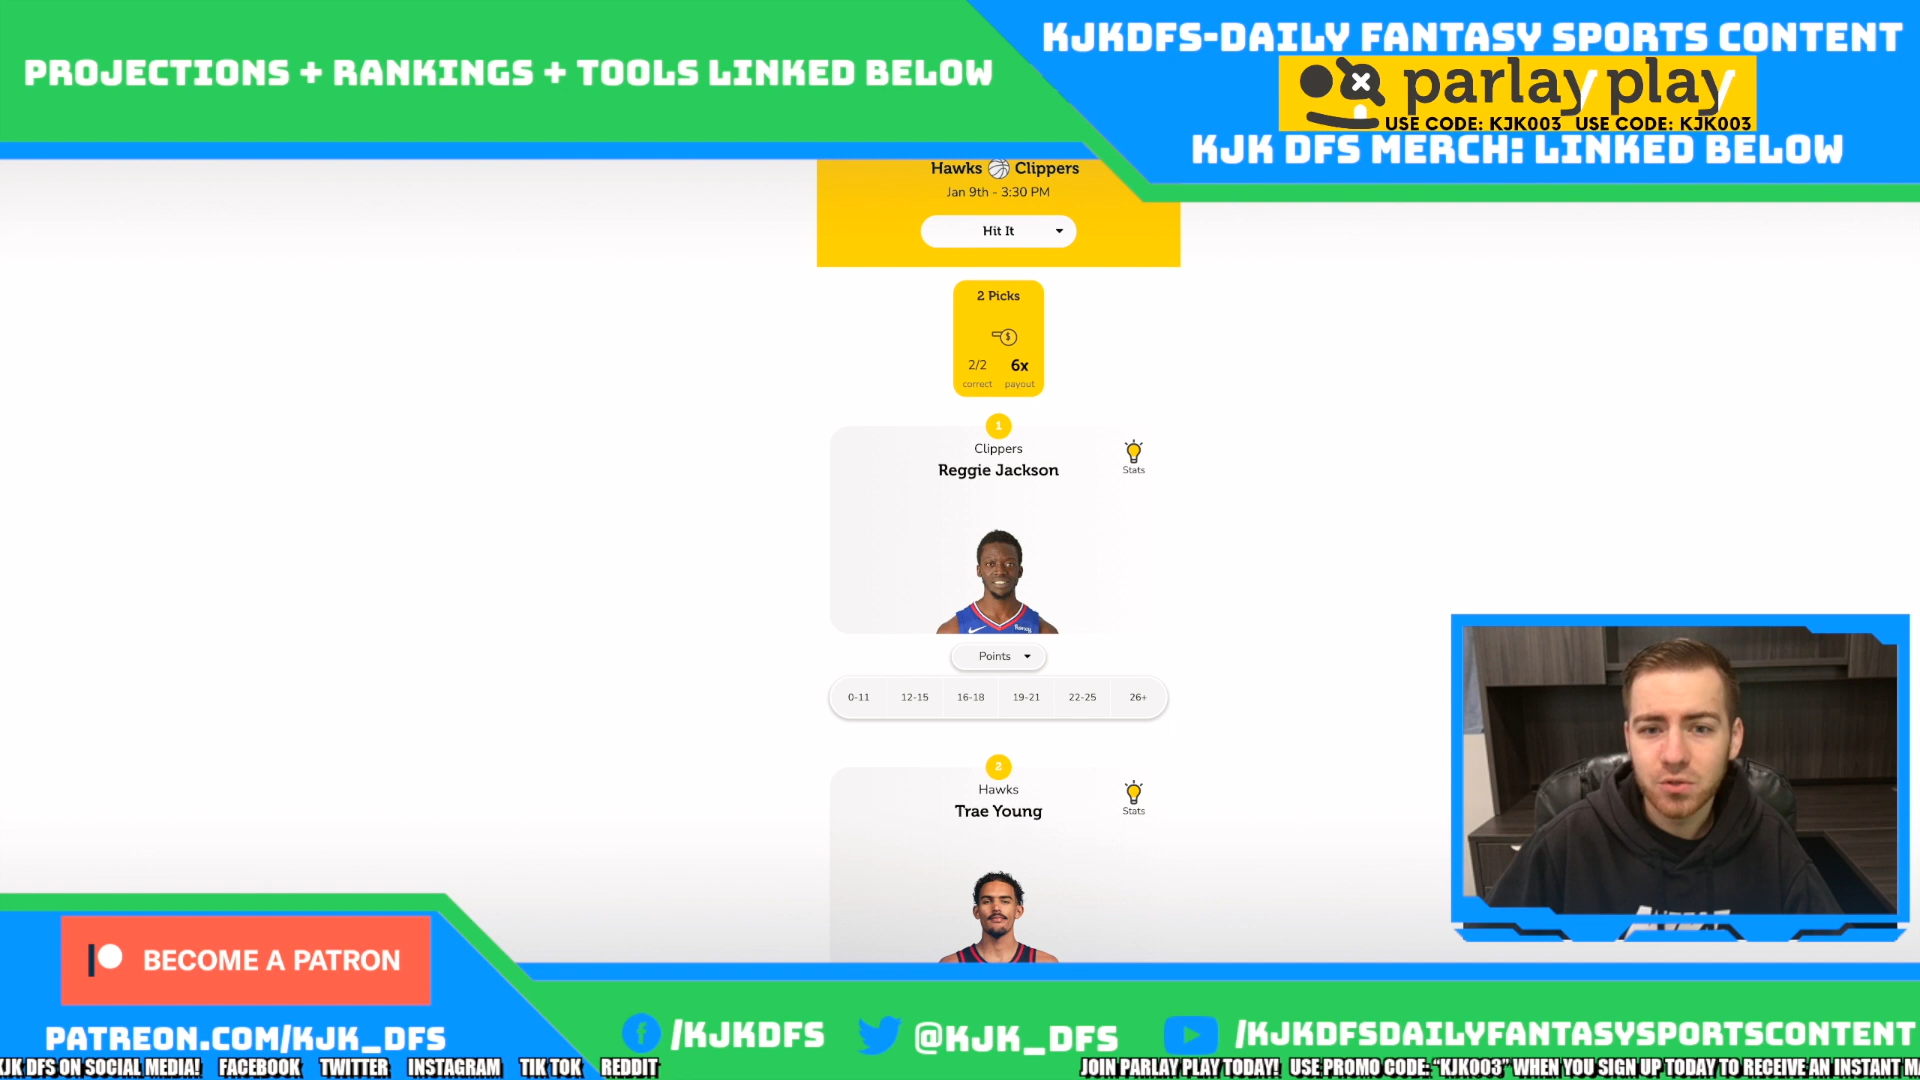 PROJECTIONS + RANKINGS + TOOLS LINKED BELOW
KJKDFS-DAILY FANTASY SPORTS CONTENT
parlay play
USE CODE: KJK003 USE CODE: KJK003
KJK DFS MERCH: LINKED BELOW
Hawks Clippers
Jan 9th - 3:30 PM
Hit It
2 Picks
$
2/2 6x
correct payout
1
Clippers
Reggie Jackson
Stats
Points
0-11 12-15 16-18 19-21 22-25 26+
2
Hawks
Trae Young
Stats
BECOME A PATRON
PATREON.COM/KJK_DFS
/KJKDFS @KJK_DFS /KJKDFSDAILYFANTASYSPORTSCONTENT
KJK DFS ON SOCIAL MEDIA! FACEBOOK TWITTER INSTAGRAM TIK TOK REDDIT JOIN PARLAY PLAY TODAY! USE PROMO CODE: "KJK003" WHEN YOU SIGN UP TODAY TO RECEIVE AN INSTANT